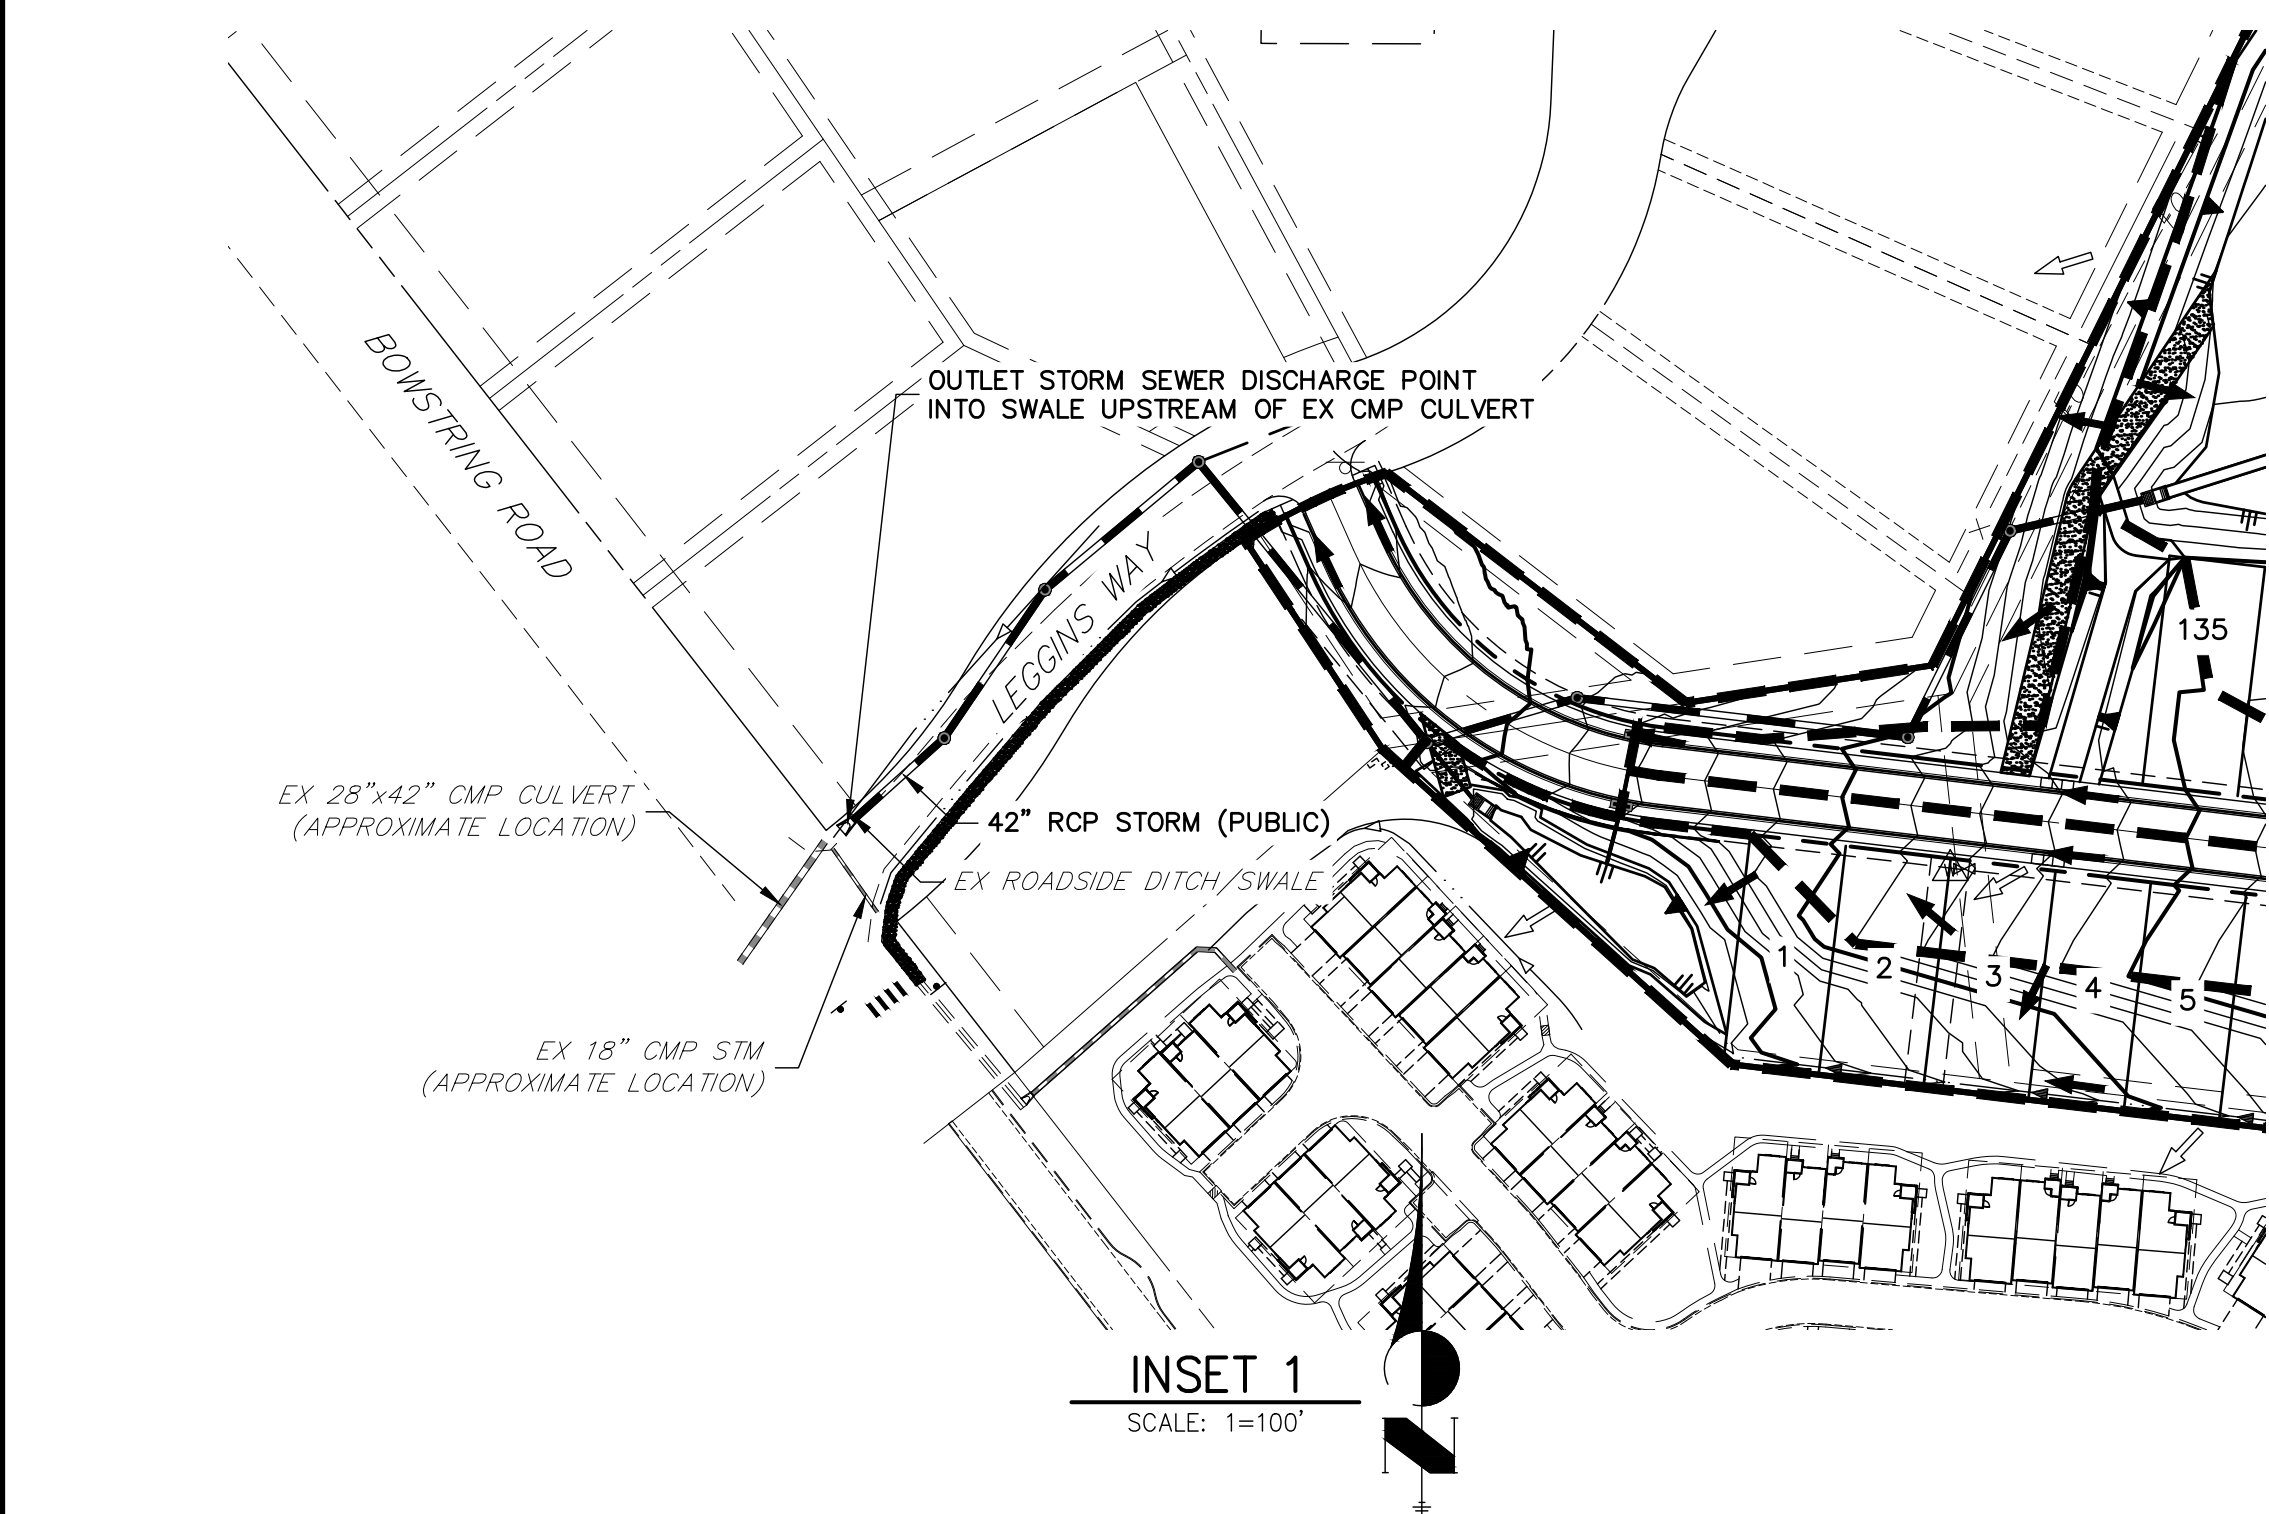 OUTLET STORM SEWER DISCHARGE POINT
INTO SWALE UPSTREAM OF EX CMP CULVERT
BOWSTRING ROAD
LEGGINS WAY
135
EX 28”x42” CMP CULVERT
(APPROXIMATE LOCATION)
42” RCP STORM (PUBLIC)
EX ROADSIDE DITCH/SWALE
1
2
3
4
5
EX 18” CMP STM
(APPROXIMATE LOCATION)
INSET 1
SCALE: 1=100’
N